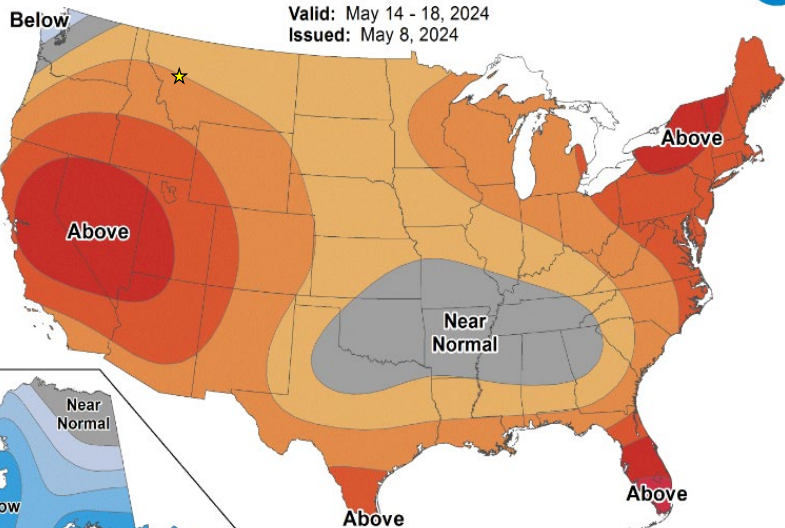 Valid: May 14 - 18, 2024
Issued: May 8, 2024
Below
Above
Above
Near
Normal
Near
Normal
Above
Above